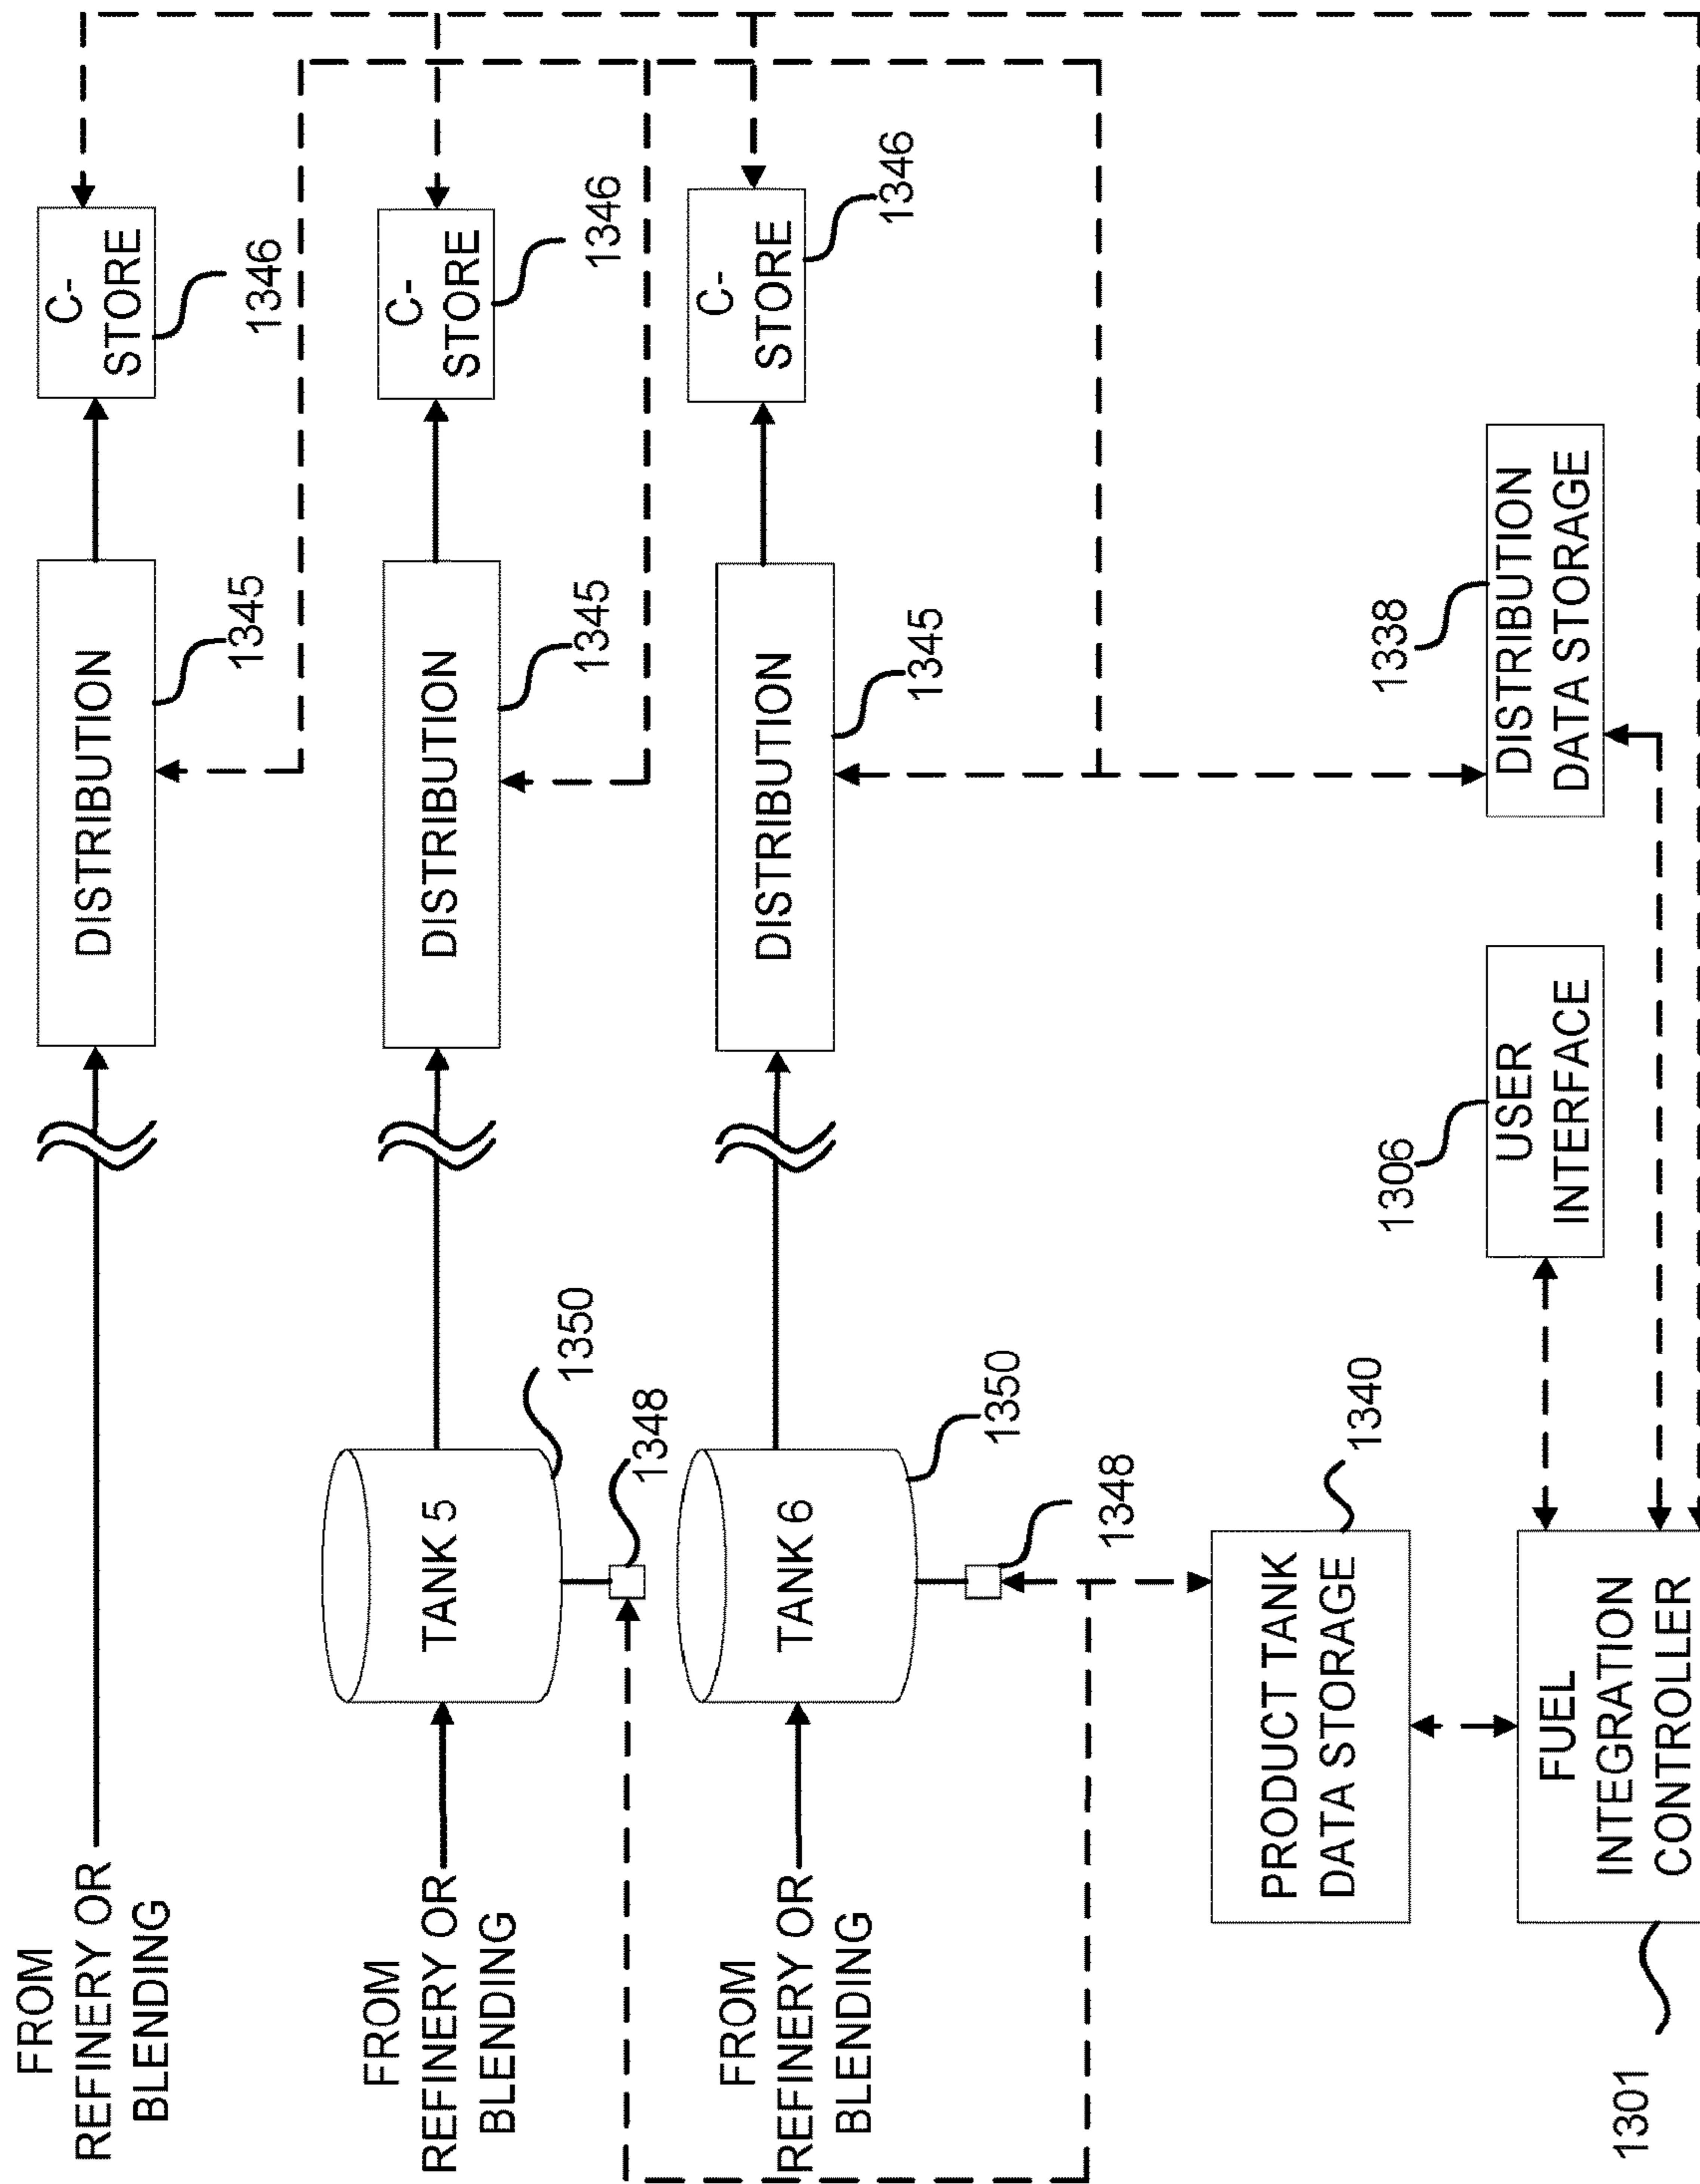 FROM
REFINERY OR
BLENDING
DISTRIBUTION
1345
C-
STORE
1346
FROM
REFINERY OR
BLENDING
TANK 5
1350
1348
DISTRIBUTION
1345
C-
STORE
1346
FROM
REFINERY OR
BLENDING
TANK 6
1350
1348
DISTRIBUTION
1345
C-
STORE
1346
PRODUCT TANK
DATA STORAGE
1340
1301
FUEL
INTEGRATION
CONTROLLER
1306
USER
INTERFACE
1338
DISTRIBUTION
DATA STORAGE